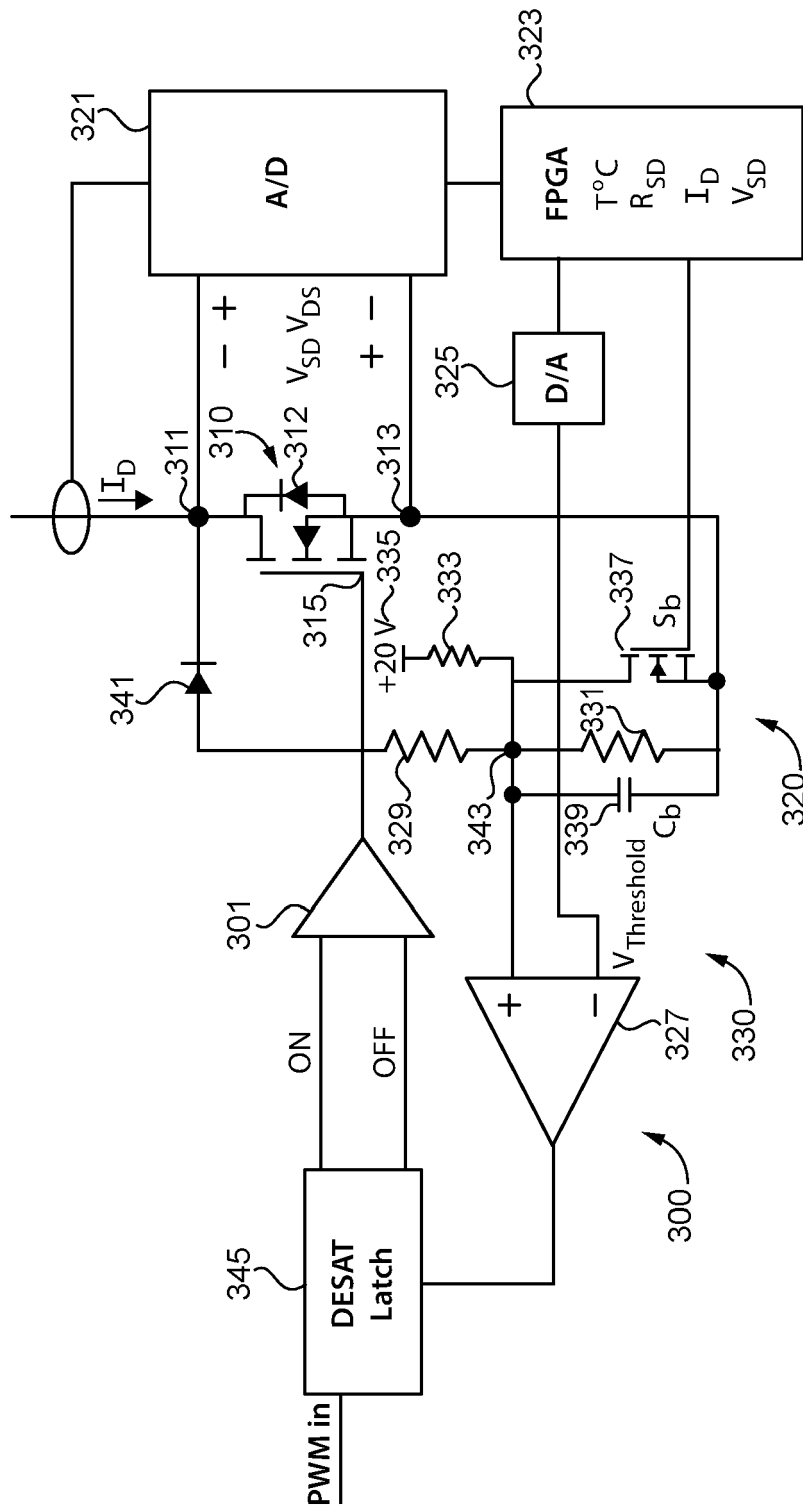 321
A/D
323
FPGA
T°C
R_SD
I_D
V_SD
I_D
311
310
312
− +
V_SD V_DS
+ −
313
325
D/A
315
+20 V
335
333
337
S_b
341
329
343
331
339
C_b
320
301
V_Threshold
330
ON
OFF
+
−
327
300
345
DESAT
Latch
PWM in